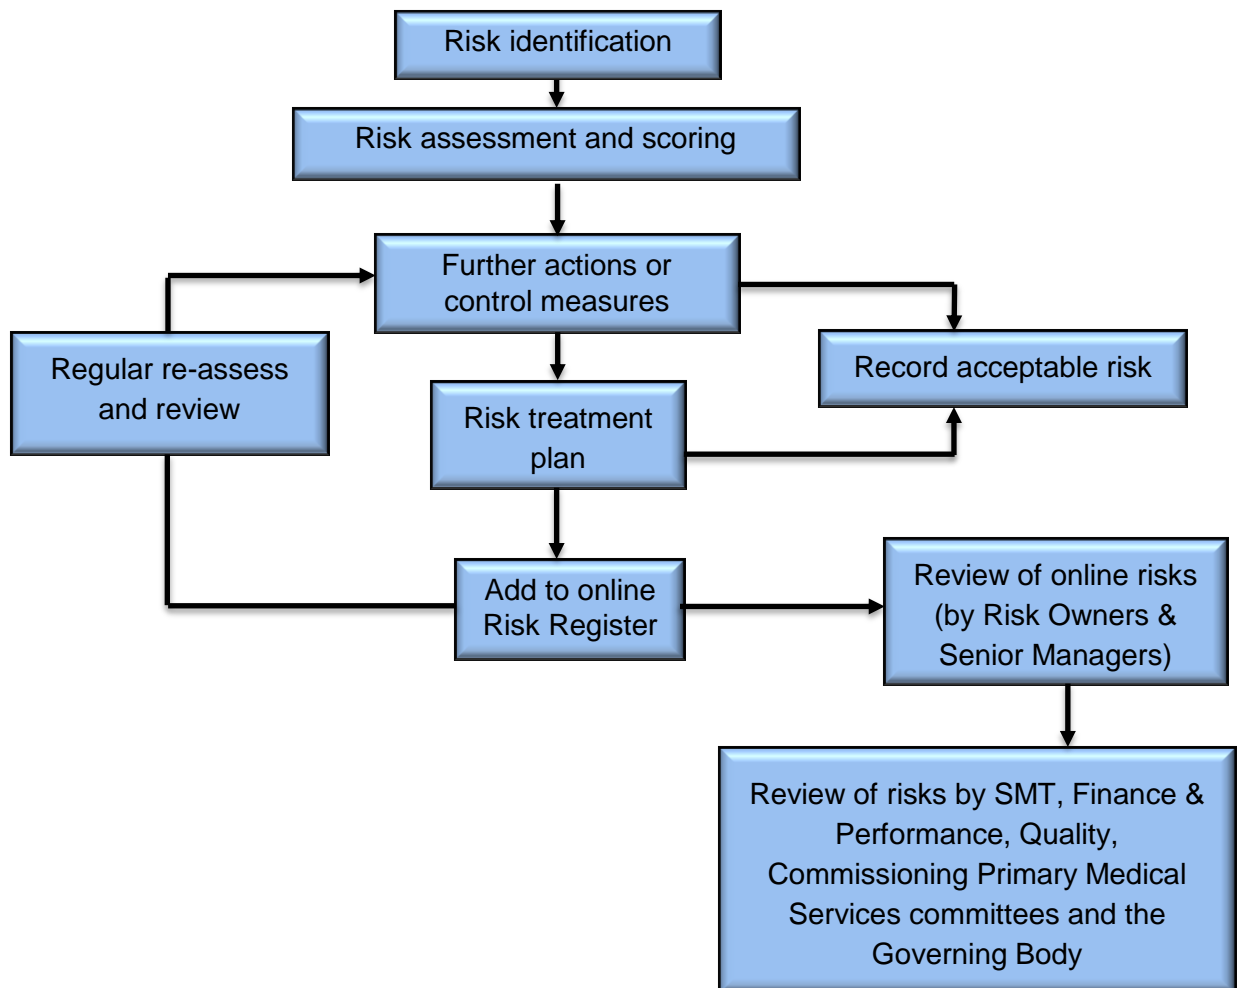 Risk identification
Risk assessment and scoring
Further actions or
control measures
Regular re-assess
and review
Record acceptable risk
Risk treatment
plan
Add to online
Risk Register
Review of online risks
(by Risk Owners &
Senior Managers)
Review of risks by SMT, Finance &
Performance, Quality,
Commissioning Primary Medical
Services committees and the
Governing Body